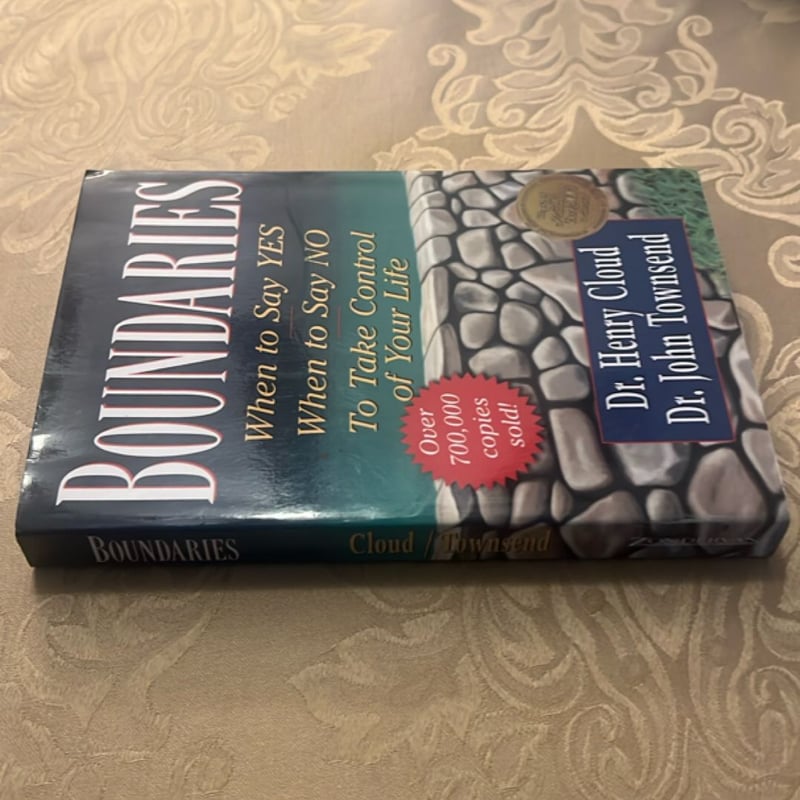 BOUNDARIES
When to Say YES
When to Say NO
To Take Control
of Your Life
Over
700,000
copies
sold!
Dr. Henry Cloud
Dr. John Townsend
BOUNDARIES
Cloud / Townsend
ZONDERVAN